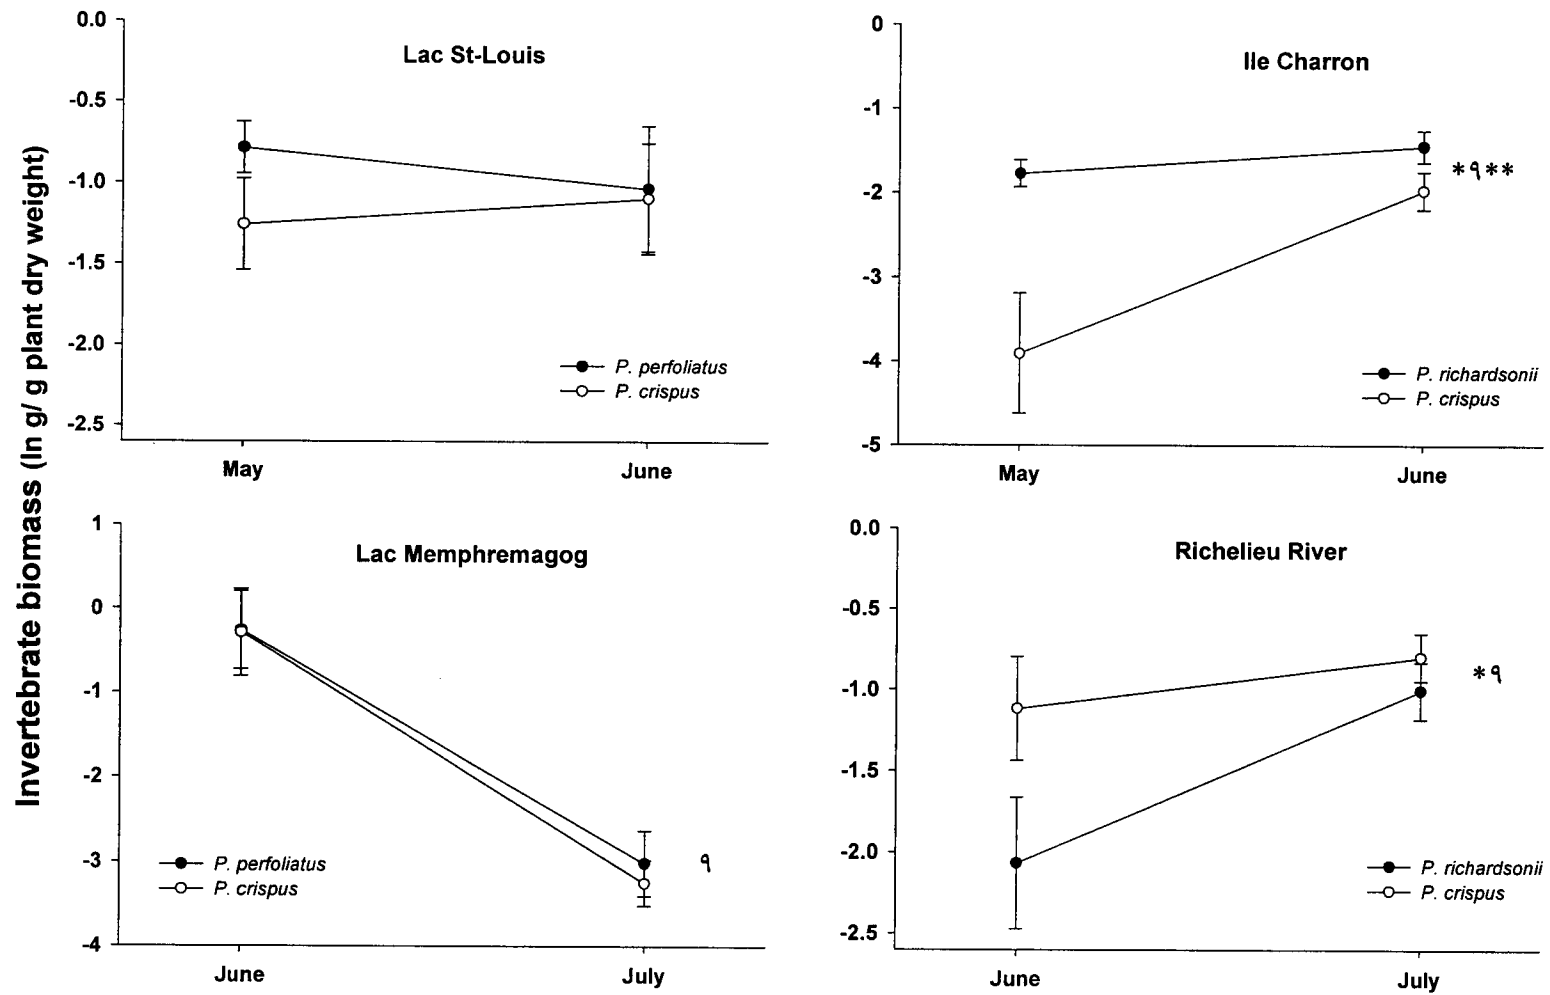 Invertebrate biomass (ln g/ g plant dry weight)
Lac St-Louis
0.0
-0.5
-1.0
-1.5
-2.0
-2.5
P. perfoliatus
P. crispus
May
June
Ile Charron
0
-1
-2
-3
-4
-5
*९**
P. richardsonii
P. crispus
May
June
Lac Memphremagog
1
0
-1
-2
-3
-4
९
P. perfoliatus
P. crispus
June
July
Richelieu River
0.0
-0.5
-1.0
-1.5
-2.0
-2.5
*९
P. richardsonii
P. crispus
June
July